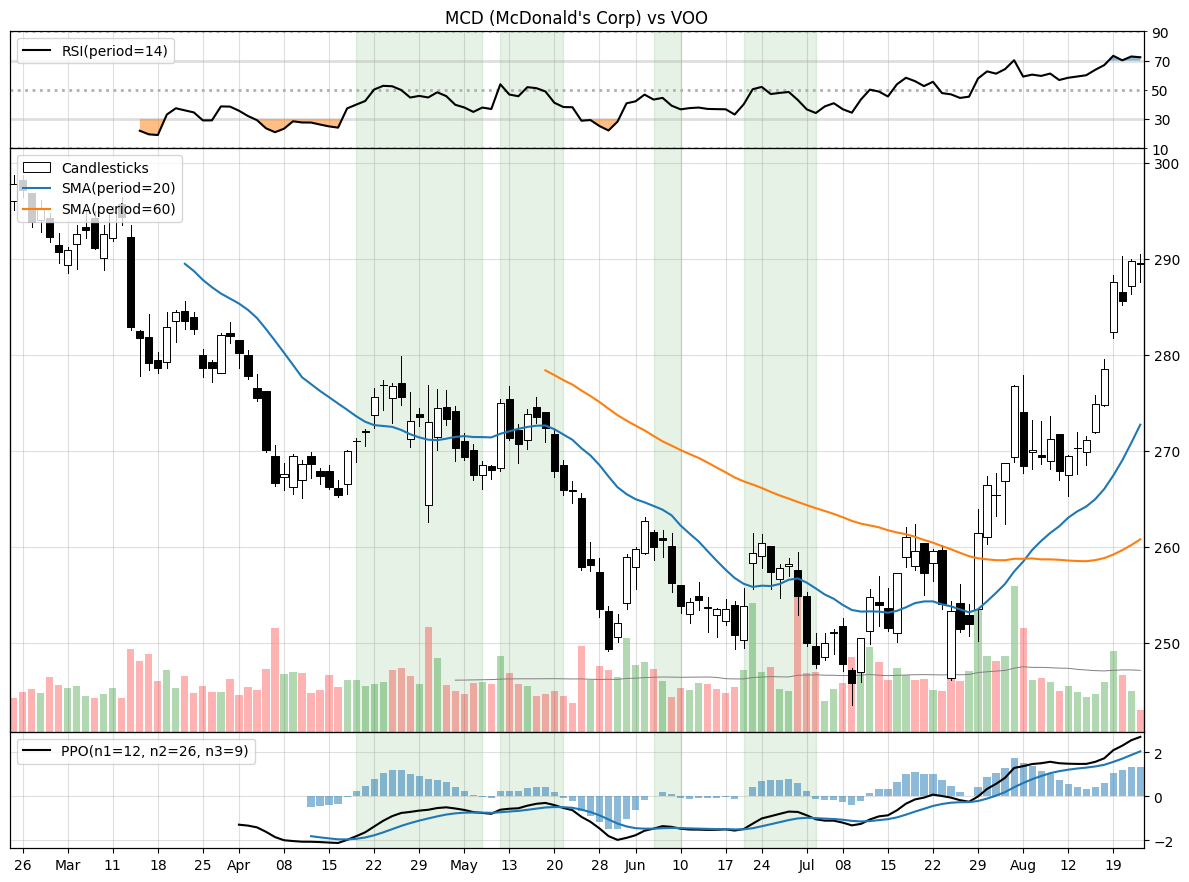 MCD (McDonald's Corp) vs VOO
RSI(period=14)
90
70
50
30
10
Candlesticks
SMA(period=20)
SMA(period=60)
300
290
280
270
260
250
PPO(n1=12, n2=26, n3=9)
2
0
−2
26 Mar 11 18 25 Apr 08 15 22 29 May 13 20 28 Jun 10 17 24 Jul 08 15 22 29 Aug 12 19